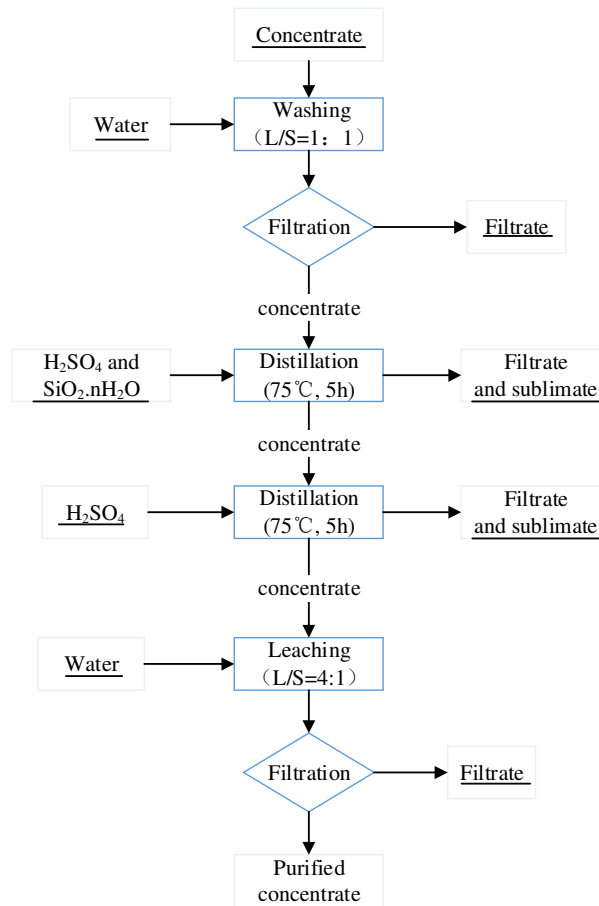 Concentrate
Water
Washing
（L/S=1：1）
Filtration
Filtrate
concentrate
H₂SO₄ and
SiO₂.nH₂O
Distillation
(75℃, 5h)
Filtrate
and sublimate
concentrate
H₂SO₄
Distillation
(75℃, 5h)
Filtrate
and sublimate
concentrate
Water
Leaching
（L/S=4:1）
Filtration
Filtrate
Purified
concentrate